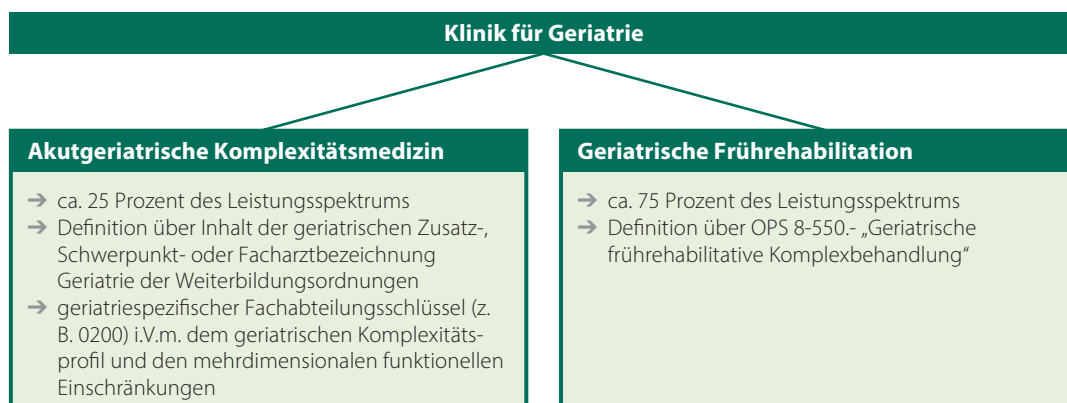 Klinik für Geriatrie
Akutgeriatrische Komplexitätsmedizin
→ ca. 25 Prozent des Leistungsspektrums
→ Definition über Inhalt der geriatrischen Zusatz-,
Schwerpunkt- oder Facharztbezeichnung
Geriatrie der Weiterbildungsordnungen
→ geriatriespezifischer Fachabteilungsschlüssel (z.
B. 0200) i.V.m. dem geriatrischen Komplexitäts-
profil und den mehrdimensionalen funktionellen
Einschränkungen
Geriatrische Frührehabilitation
→ ca. 75 Prozent des Leistungsspektrums
→ Definition über OPS 8-550.- „Geriatrische
frührehabilitative Komplexbehandlung“